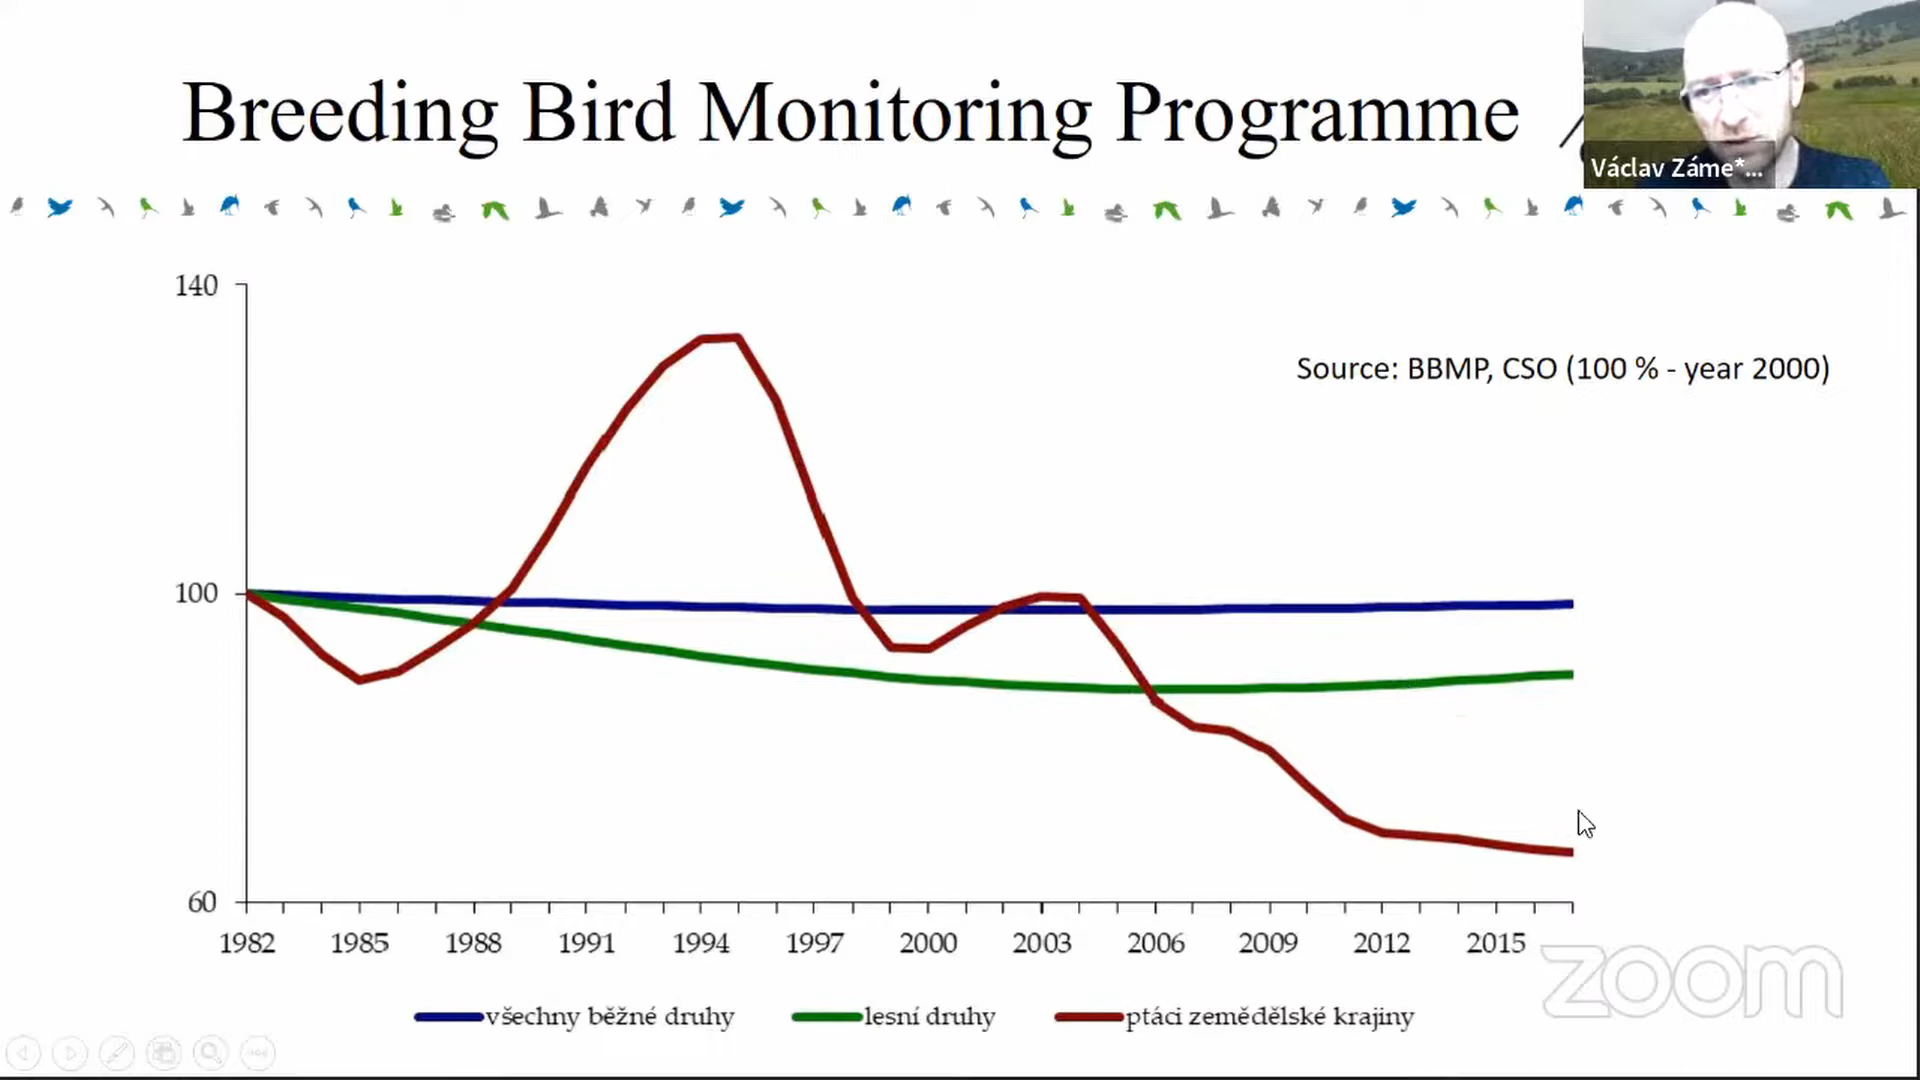 Breeding Bird Monitoring Programme
Václav Záme*...
140
Source: BBMP, CSO (100 % - year 2000)
100
60
1982 1985 1988 1991 1994 1997 2000 2003 2006 2009 2012 2015
zoom
všechny běžné druhy lesní druhy ptáci zemědělské krajiny